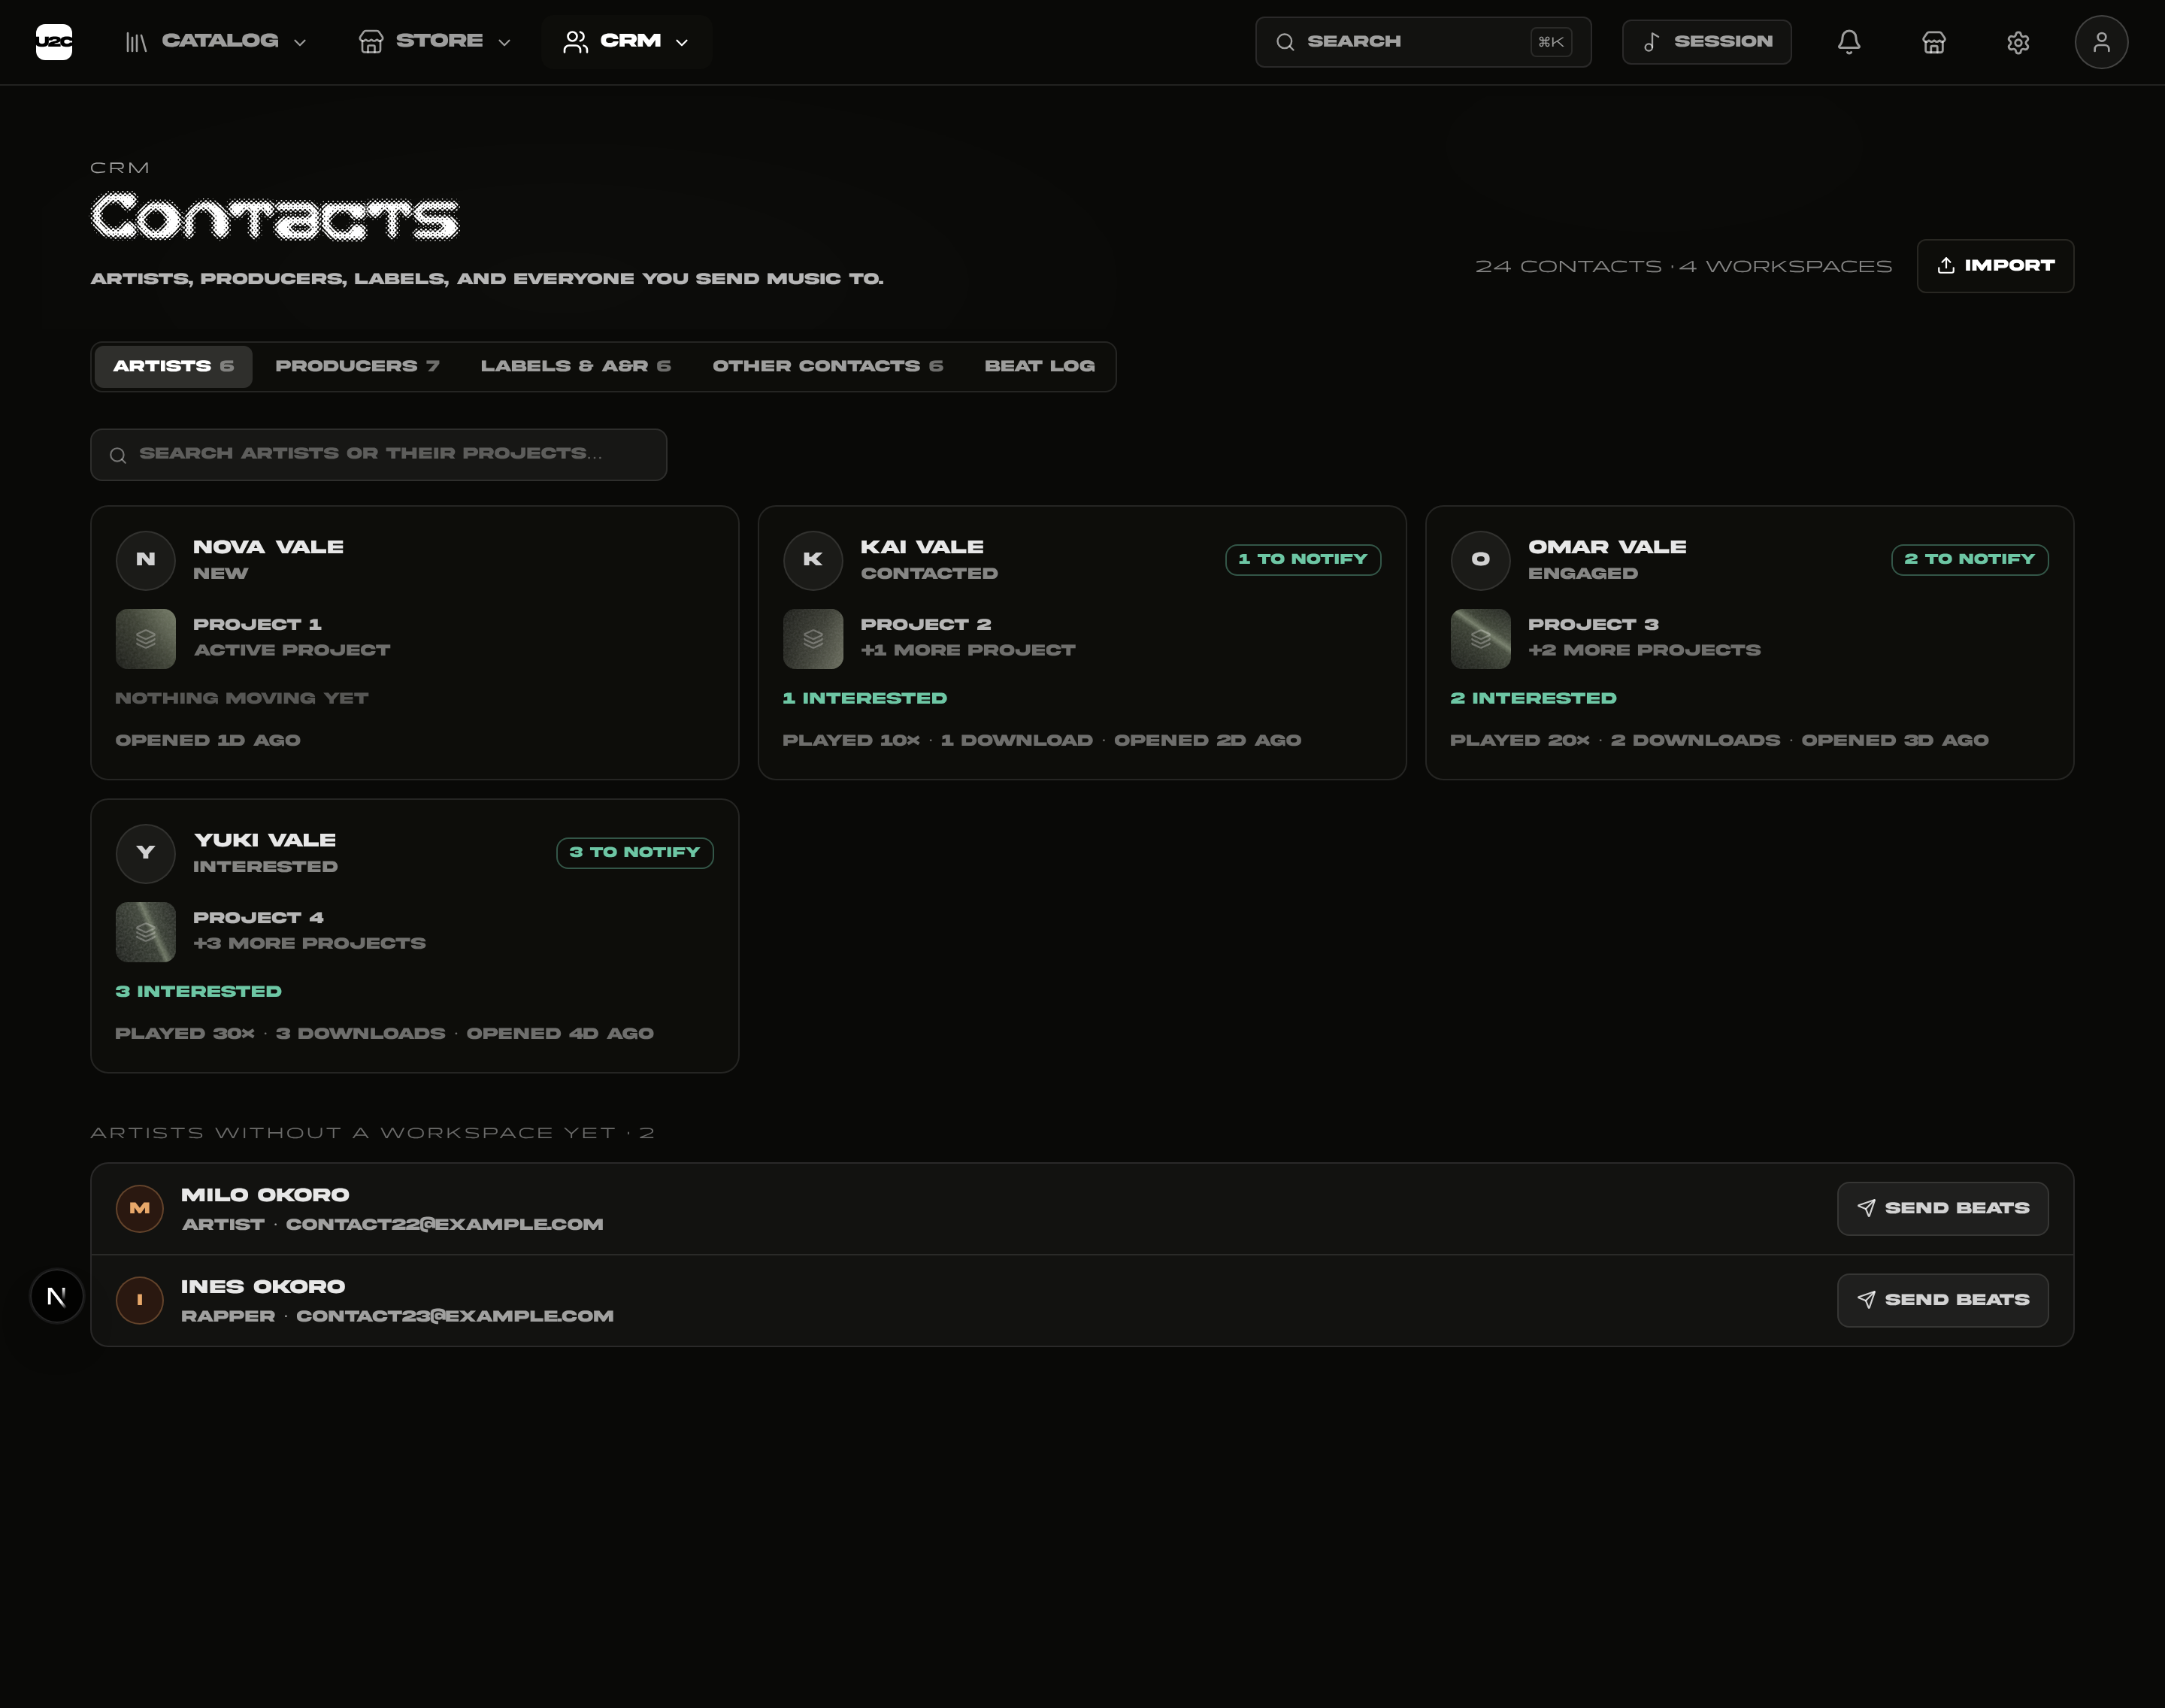 U2C CATALOG STORE CRM SEARCH ⌘K SESSION
CRM
Contacts
ARTISTS, PRODUCERS, LABELS, AND EVERYONE YOU SEND MUSIC TO.
24 CONTACTS · 4 WORKSPACES IMPORT
ARTISTS 6 PRODUCERS 7 LABELS & A&R 6 OTHER CONTACTS 6 BEAT LOG
SEARCH ARTISTS OR THEIR PROJECTS...
N NOVA VALE
NEW
PROJECT 1
ACTIVE PROJECT
NOTHING MOVING YET
OPENED 1D AGO
K KAI VALE 1 TO NOTIFY
CONTACTED
PROJECT 2
+1 MORE PROJECT
1 INTERESTED
PLAYED 10× · 1 DOWNLOAD · OPENED 2D AGO
O OMAR VALE 2 TO NOTIFY
ENGAGED
PROJECT 3
+2 MORE PROJECTS
2 INTERESTED
PLAYED 20× · 2 DOWNLOADS · OPENED 3D AGO
Y YUKI VALE 3 TO NOTIFY
INTERESTED
PROJECT 4
+3 MORE PROJECTS
3 INTERESTED
PLAYED 30× · 3 DOWNLOADS · OPENED 4D AGO
ARTISTS WITHOUT A WORKSPACE YET · 2
M MILO OKORO SEND BEATS
ARTIST · CONTACT22@EXAMPLE.COM
I INES OKORO SEND BEATS
RAPPER · CONTACT23@EXAMPLE.COM
N